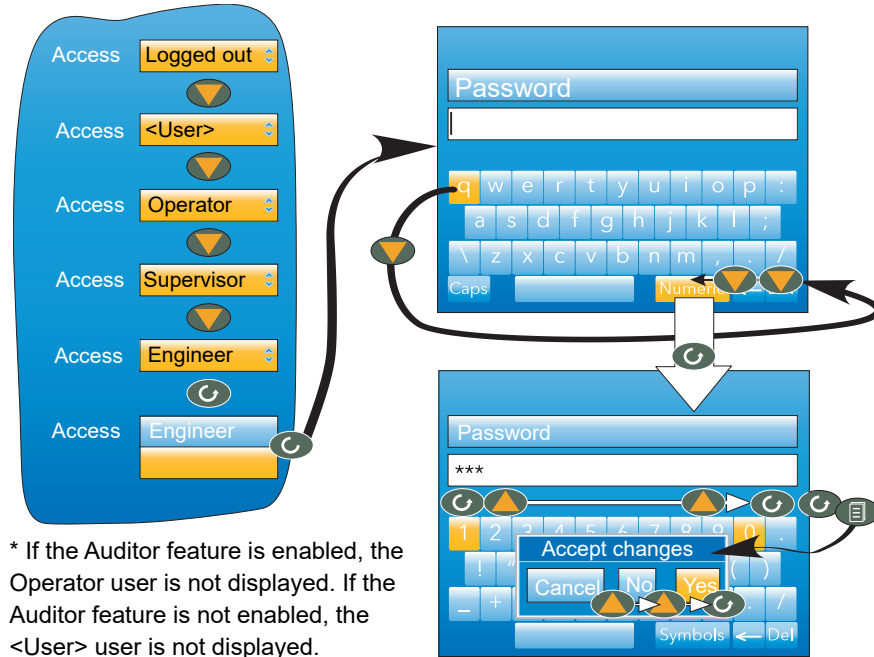 Access Logged out
Access <User>
Access Operator
Access Supervisor
Access Engineer
Access Engineer
* If the Auditor feature is enabled, the
Operator user is not displayed. If the
Auditor feature is not enabled, the
<User> user is not displayed.
Password
q w e r t y u i o p :
a s d f g h j k l ;
\ z x c v b n m , . /
Caps Numeric
Password
***
1 2 3 4 5 6 7 8 9 0 .
! " ( )
Accept changes
_ + . /
Cancel No Yes
Symbols ← Del